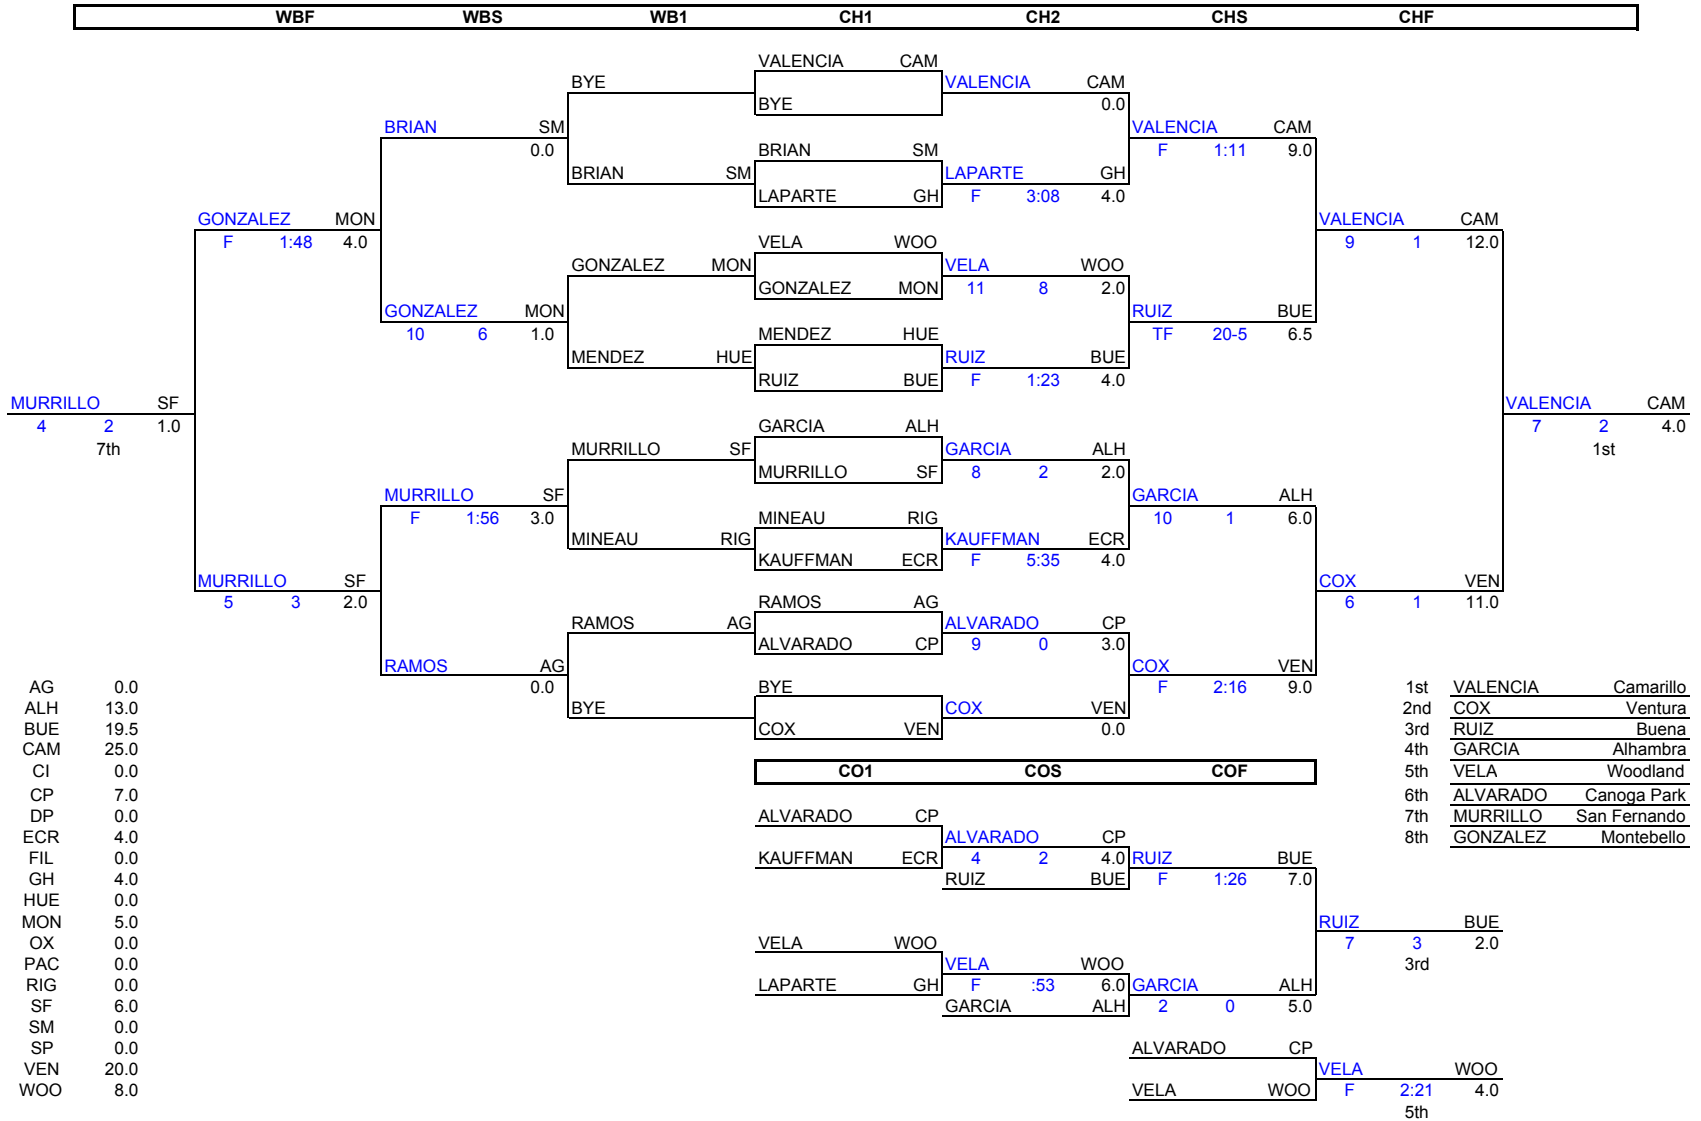 WBF WBS WB1 CH1 CH2 CHS CHF
VALENCIA CAM
BYE VALENCIA CAM
BYE 0.0
BRIAN SM VALENCIA CAM
0.0 F 1:11 9.0
BRIAN SM
BRIAN SM LAPARTE GH
LAPARTE GH F 3:08 4.0
GONZALEZ MON VALENCIA CAM
F 1:48 4.0 9 1 12.0
VELA WOO
GONZALEZ MON VELA WOO
GONZALEZ MON 11 8 2.0
GONZALEZ MON RUIZ BUE
10 6 1.0 MENDEZ HUE TF 20-5 6.5
MENDEZ HUE RUIZ BUE
RUIZ BUE F 1:23 4.0
MURRILLO SF VALENCIA CAM
4 2 1.0 GARCIA ALH 7 2 4.0
7th MURRILLO SF GARCIA ALH 1st
MURRILLO SF 8 2 2.0
MURRILLO SF GARCIA ALH
F 1:56 3.0 MINEAU RIG 10 1 6.0
MINEAU RIG KAUFFMAN ECR
KAUFFMAN ECR F 5:35 4.0
MURRILLO SF COX VEN
5 3 2.0 RAMOS AG 6 1 11.0
RAMOS AG ALVARADO CP
ALVARADO CP 9 0 3.0
RAMOS AG COX VEN
AG 0.0 0.0 BYE F 2:16 9.0 1st VALENCIA Camarillo
ALH 13.0 BYE COX VEN 2nd COX Ventura
BUE 19.5 COX VEN 0.0 3rd RUIZ Buena
CAM 25.0 4th GARCIA Alhambra
CI 0.0 CO1 COS COF 5th VELA Woodland
CP 7.0 6th ALVARADO Canoga Park
DP 0.0 ALVARADO CP 7th MURRILLO San Fernando
ECR 4.0 ALVARADO CP 8th GONZALEZ Montebello
FIL 0.0 KAUFFMAN ECR 4 2 4.0 RUIZ BUE
GH 4.0 RUIZ BUE F 1:26 7.0
HUE 0.0
MON 5.0 RUIZ BUE
OX 0.0 VELA WOO 7 3 2.0
PAC 0.0 VELA WOO 3rd
RIG 0.0 LAPARTE GH F :53 6.0 GARCIA ALH
SF 6.0 GARCIA ALH 2 0 5.0
SM 0.0
SP 0.0 ALVARADO CP
VEN 20.0 VELA WOO
WOO 8.0 VELA WOO F 2:21 4.0
5th